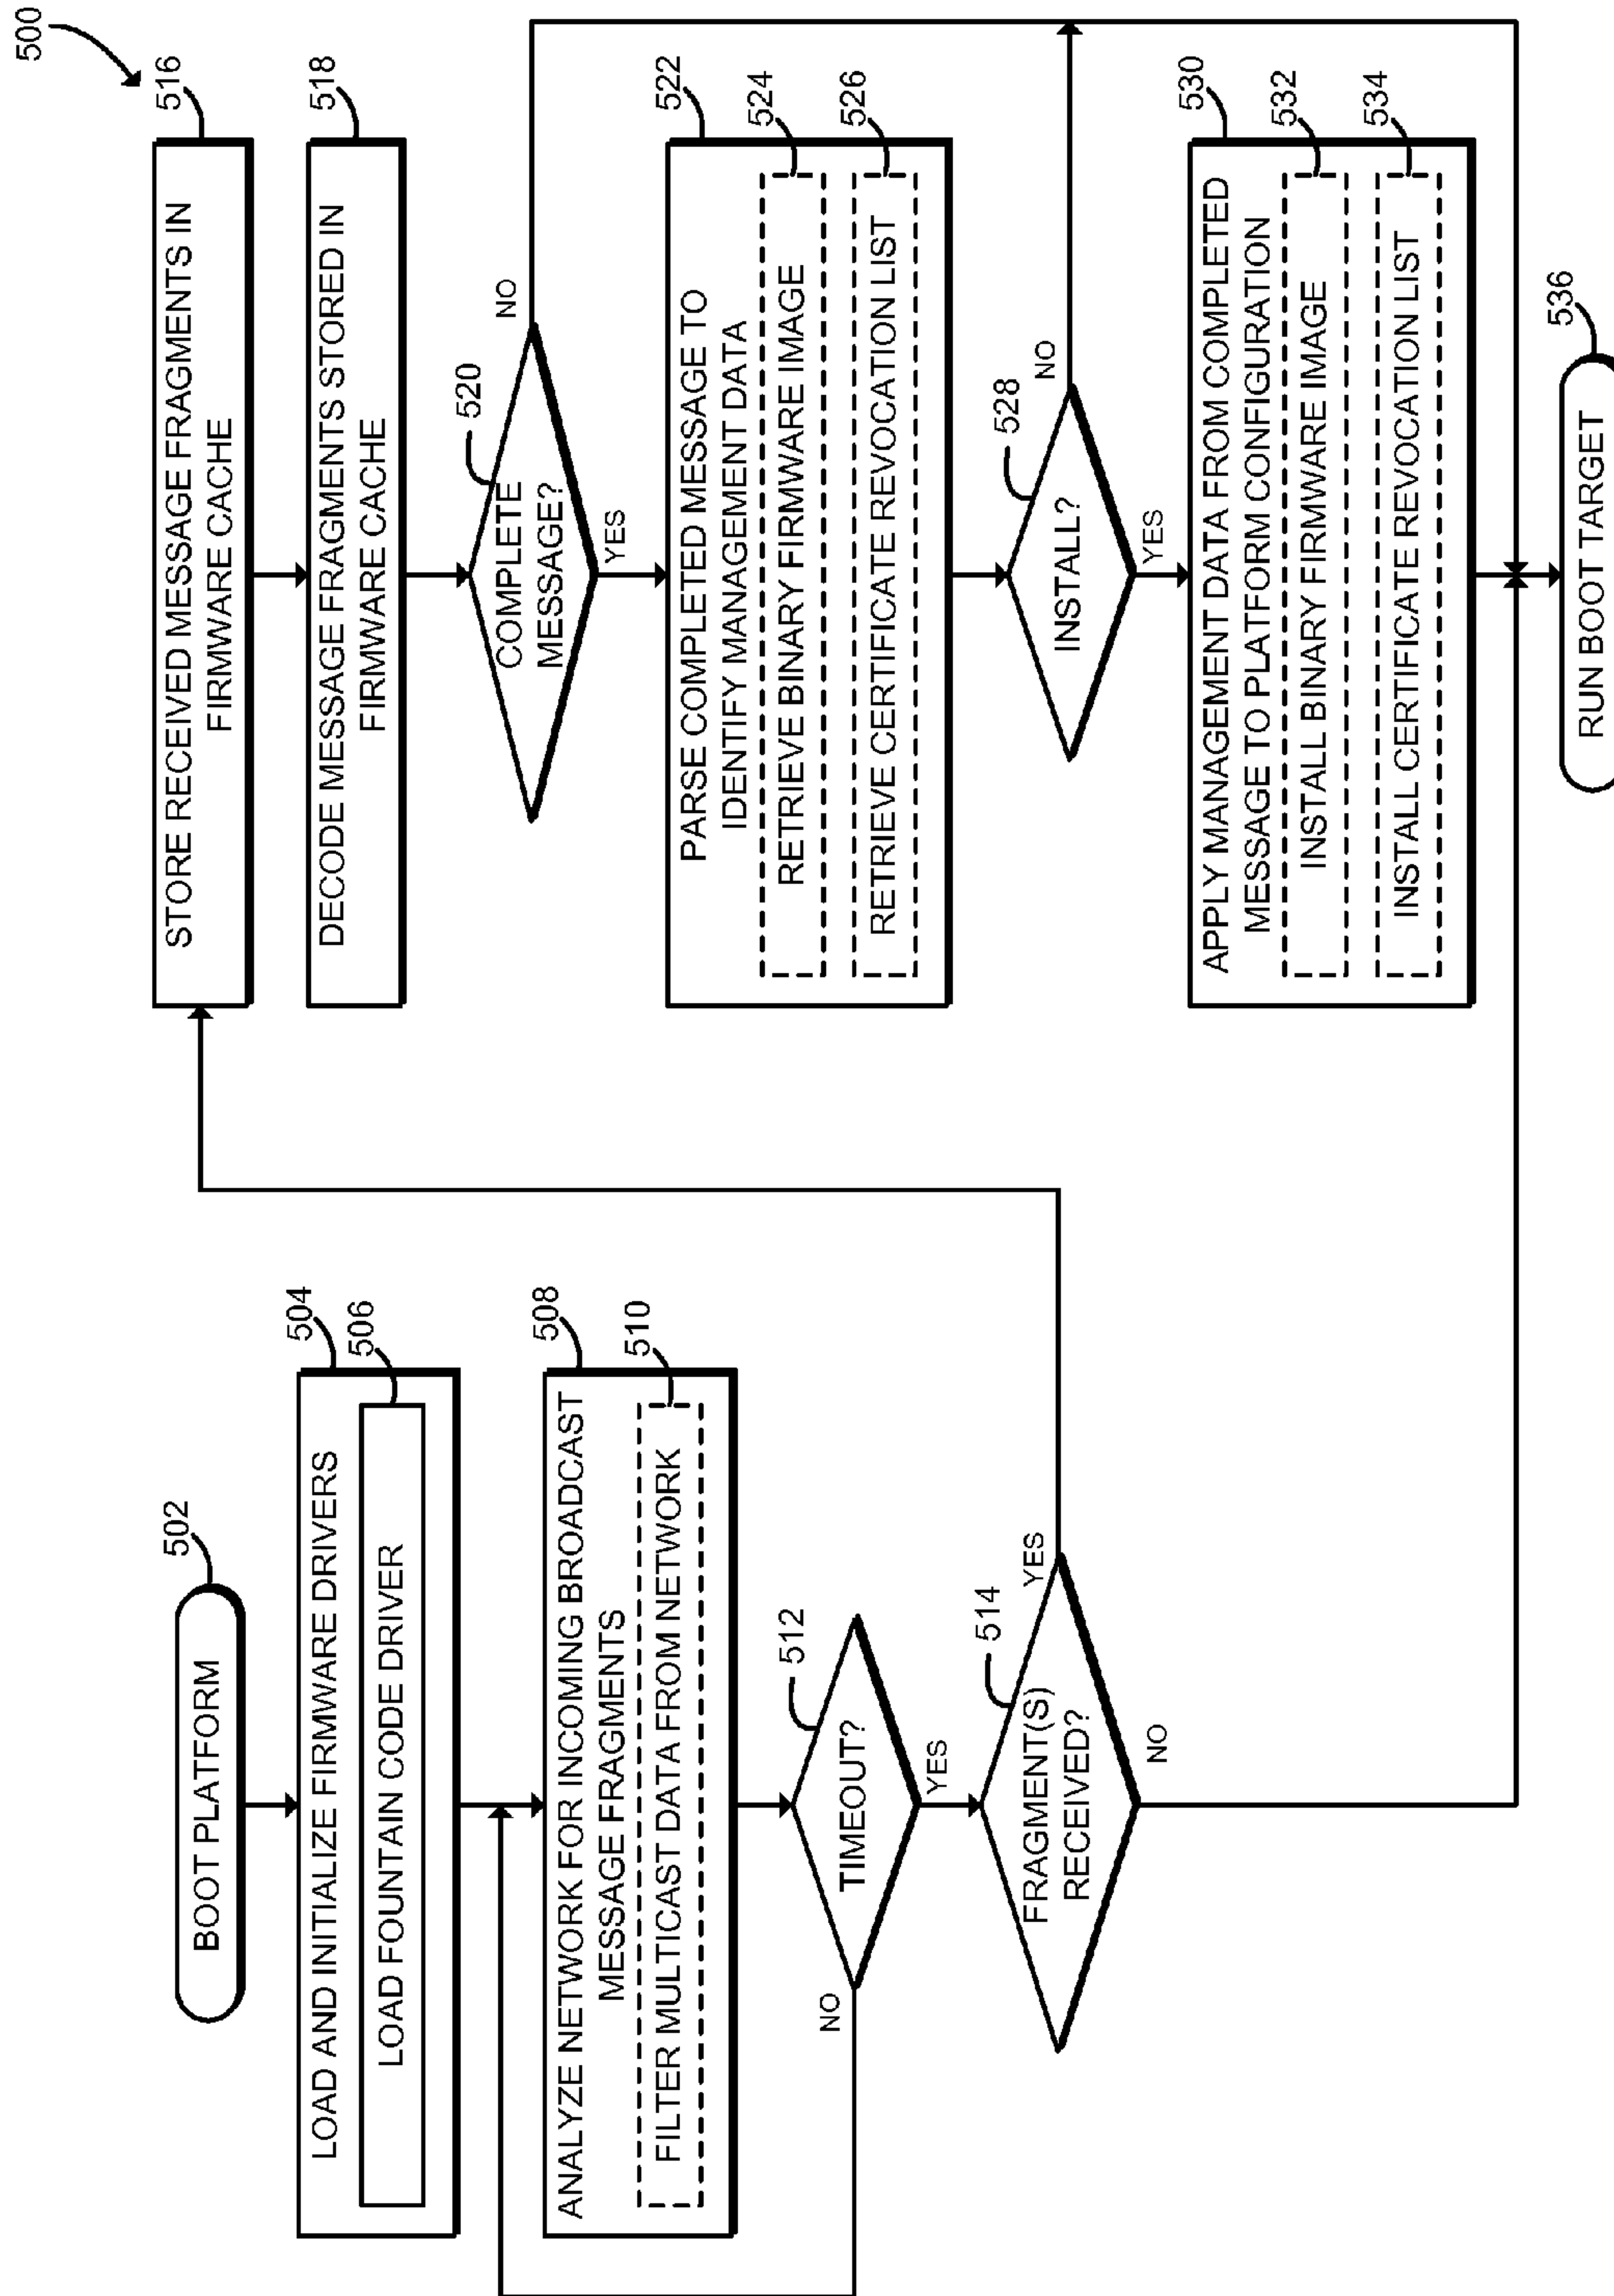 500
502
BOOT PLATFORM
504
LOAD AND INITIALIZE FIRMWARE DRIVERS
506
LOAD FOUNTAIN CODE DRIVER
508
ANALYZE NETWORK FOR INCOMING BROADCAST
MESSAGE FRAGMENTS
510
FILTER MULTICAST DATA FROM NETWORK
512
TIMEOUT?
NO
YES
514
FRAGMENT(S)
RECEIVED?
YES
NO
516
STORE RECEIVED MESSAGE FRAGMENTS IN
FIRMWARE CACHE
518
DECODE MESSAGE FRAGMENTS STORED IN
FIRMWARE CACHE
520
COMPLETE
MESSAGE?
NO
YES
522
PARSE COMPLETED MESSAGE TO
IDENTIFY MANAGEMENT DATA
524
RETRIEVE BINARY FIRMWARE IMAGE
526
RETRIEVE CERTIFICATE REVOCATION LIST
528
INSTALL?
NO
YES
530
APPLY MANAGEMENT DATA FROM COMPLETED
MESSAGE TO PLATFORM CONFIGURATION
532
INSTALL BINARY FIRMWARE IMAGE
534
INSTALL CERTIFICATE REVOCATION LIST
536
RUN BOOT TARGET